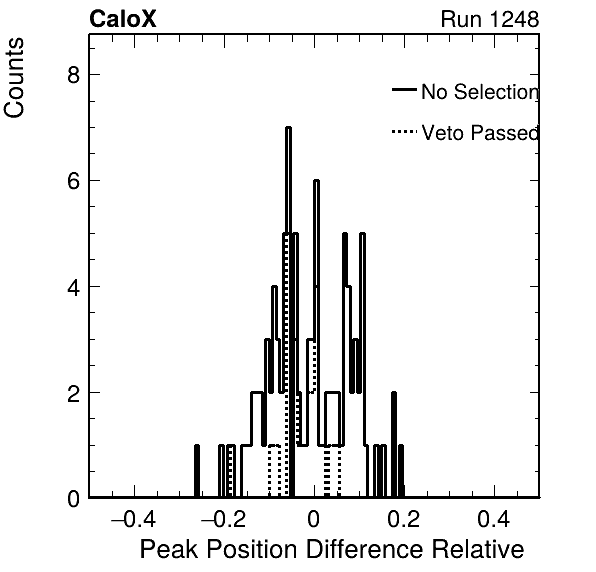 CaloX Run 1248
Counts
8
6
4
2
0
No Selection
Veto Passed
−0.4 −0.2 0 0.2 0.4
Peak Position Difference Relative